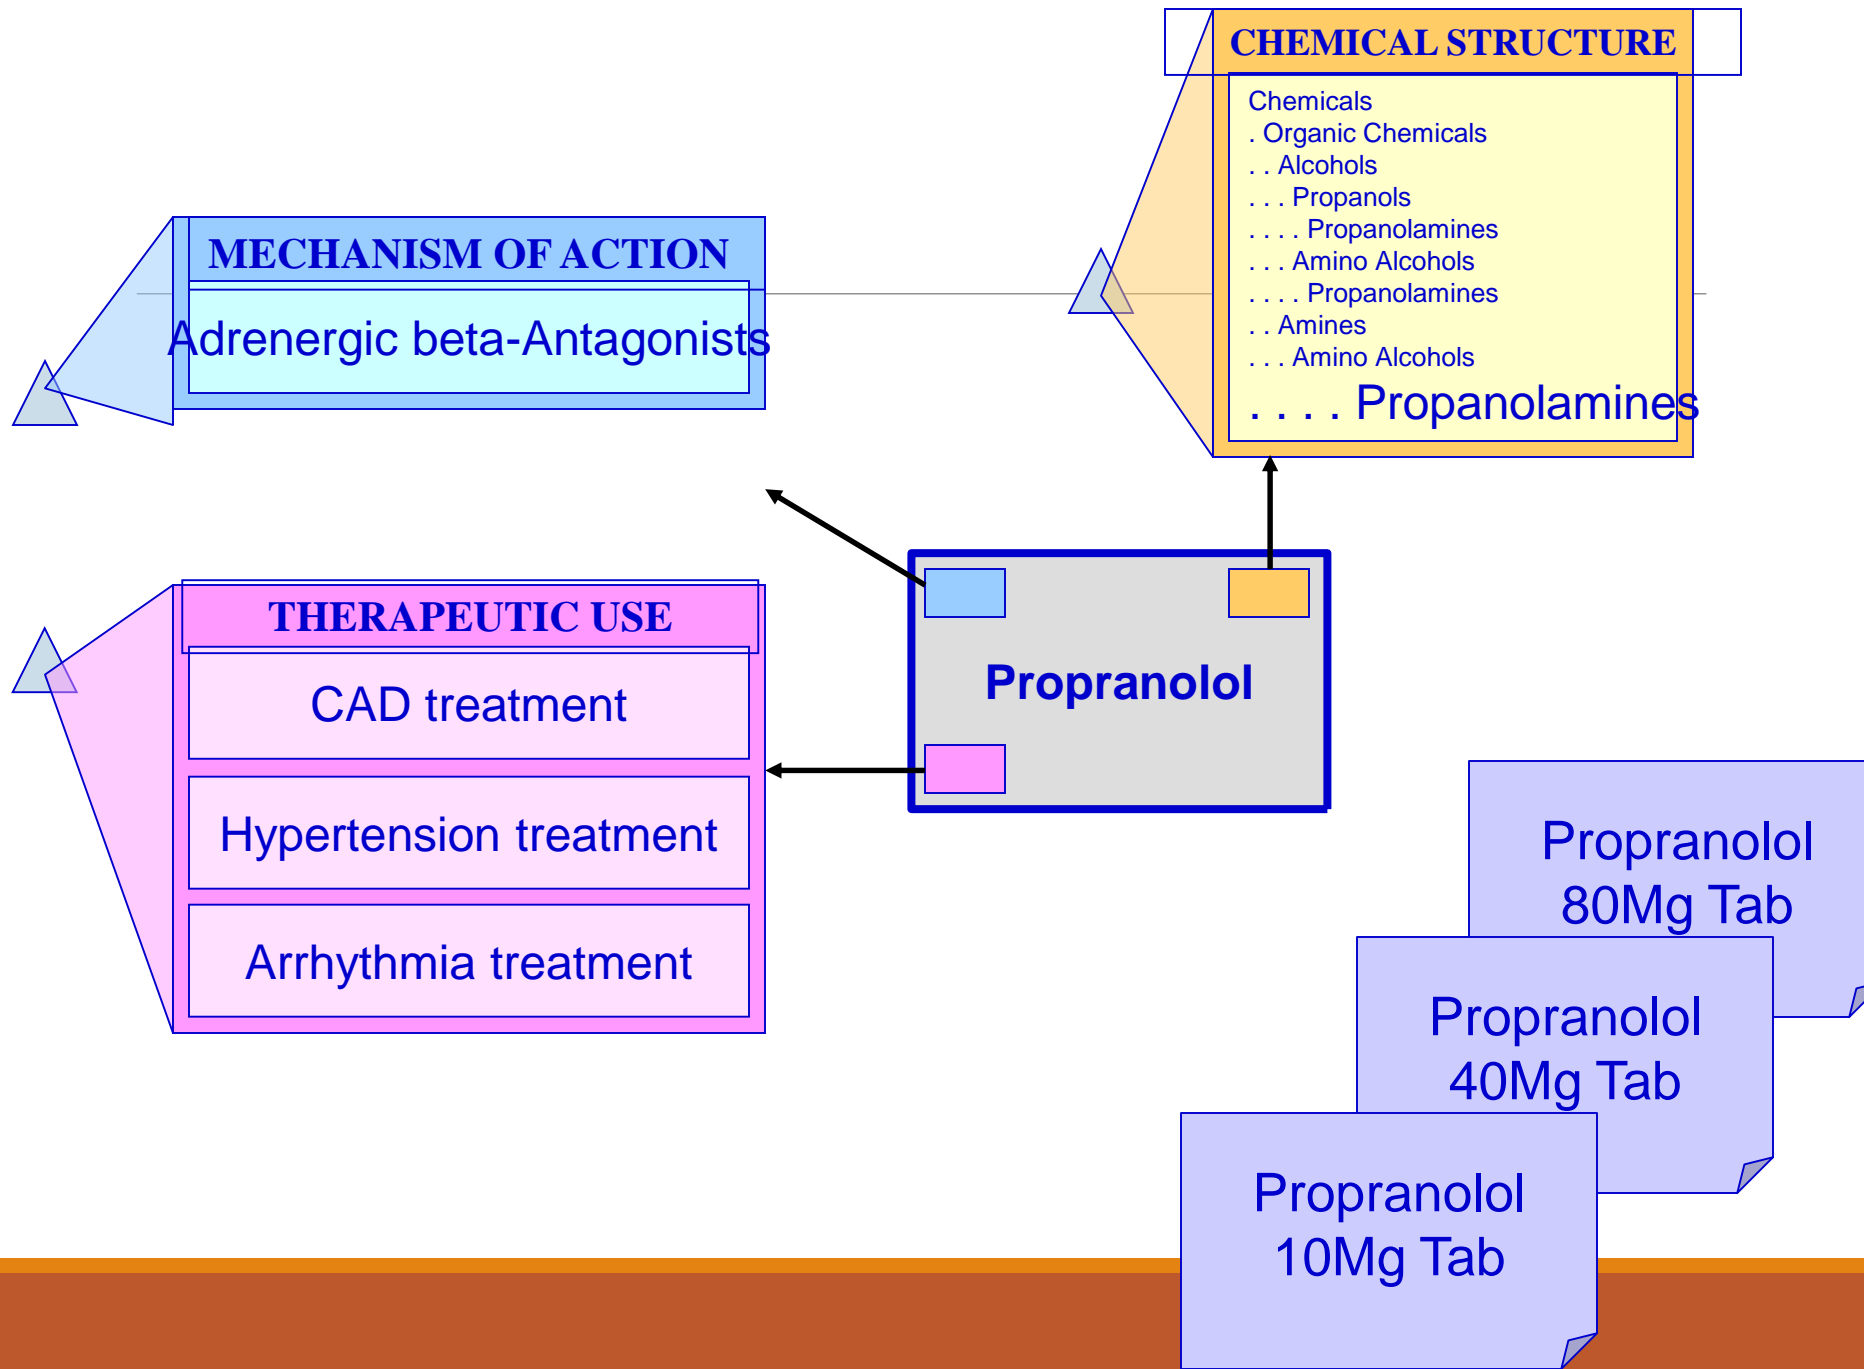 CHEMICAL STRUCTURE
Chemicals
. Organic Chemicals
. . Alcohols
. . . Propanols
. . . . Propanolamines
. . . Amino Alcohols
. . . . Propanolamines
. . Amines
. . . Amino Alcohols
. . . . Propanolamines
MECHANISM OF ACTION
Adrenergic beta-Antagonists
THERAPEUTIC USE
CAD treatment
Hypertension treatment
Arrhythmia treatment
Propranolol
Propranolol
80Mg Tab
Propranolol
40Mg Tab
Propranolol
10Mg Tab